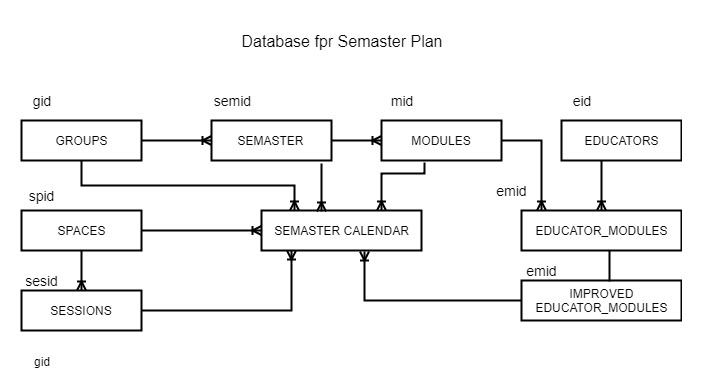 Database fpr Semaster Plan
gid
semid
mid
eid
GROUPS
SEMASTER
MODULES
EDUCATORS
spid
emid
SPACES
SEMASTER CALENDAR
EDUCATOR_MODULES
sesid
emid
SESSIONS
IMPROVED
EDUCATOR_MODULES
gid